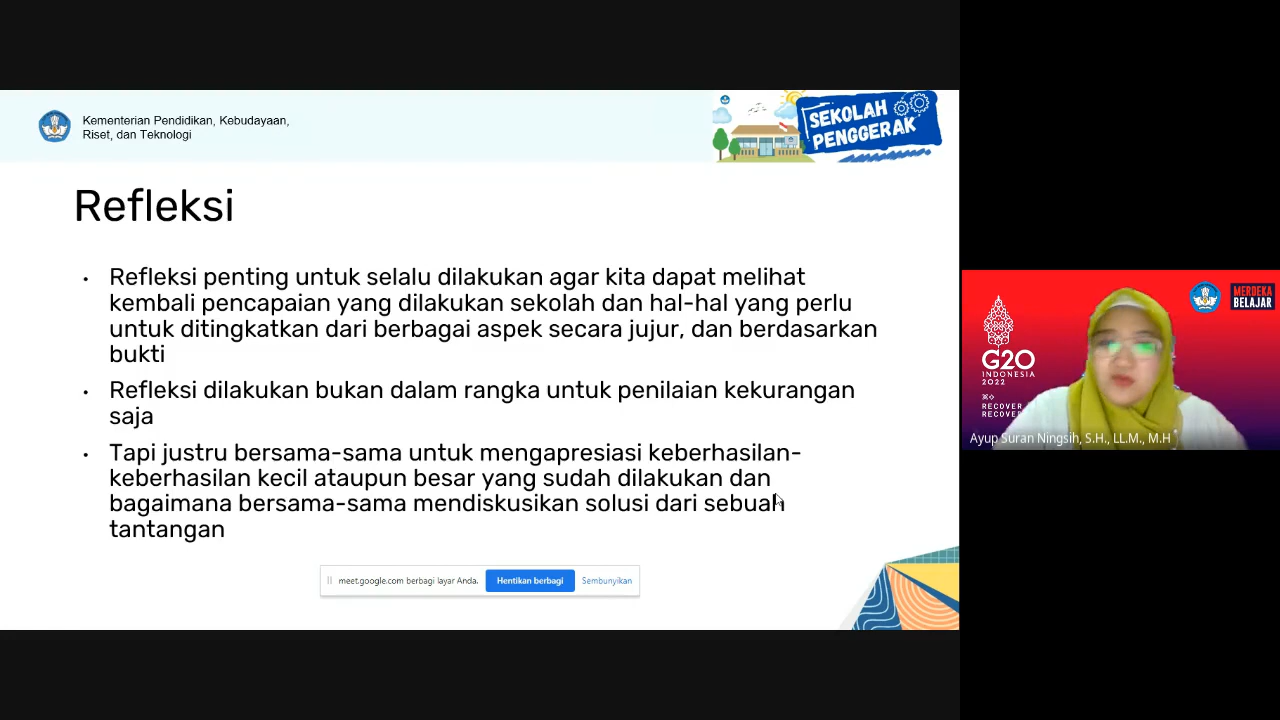 Kementerian Pendidikan, Kebudayaan,
Riset, dan Teknologi
SEKOLAH
PENGGERAK
Refleksi
• Refleksi penting untuk selalu dilakukan agar kita dapat melihat
kembali pencapaian yang dilakukan sekolah dan hal-hal yang perlu
untuk ditingkatkan dari berbagai aspek secara jujur, dan berdasarkan
bukti
• Refleksi dilakukan bukan dalam rangka untuk penilaian kekurangan
saja
• Tapi justru bersama-sama untuk mengapresiasi keberhasilan-
keberhasilan kecil ataupun besar yang sudah dilakukan dan
bagaimana bersama-sama mendiskusikan solusi dari sebuah
tantangan
meet.google.com berbagi layar Anda.
Hentikan berbagi
Sembunyikan
MERDEKA
BELAJAR
G20
INDONESIA
2022
RECOVER
RECOVER
Ayup Suran Ningsih, S.H., LL.M., M.H